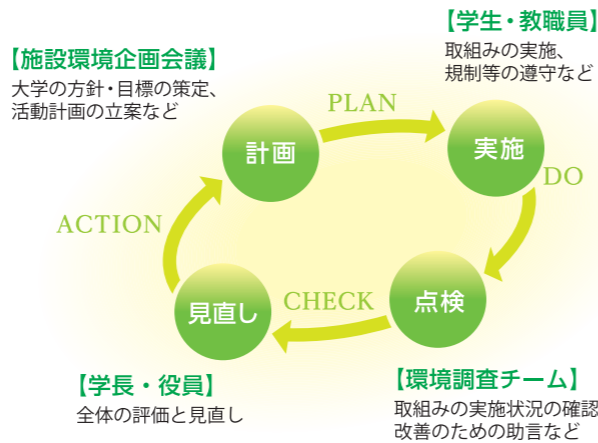 【施設環境企画会議】
大学の方針・目標の策定、
活動計画の立案など
【学生・教職員】
取組みの実施、
規制等の遵守など
PLAN
計画
実施
DO
ACTION
見直し
CHECK
点検
【学長・役員】
全体の評価と見直し
【環境調査チーム】
取組みの実施状況の確認
改善のための助言など